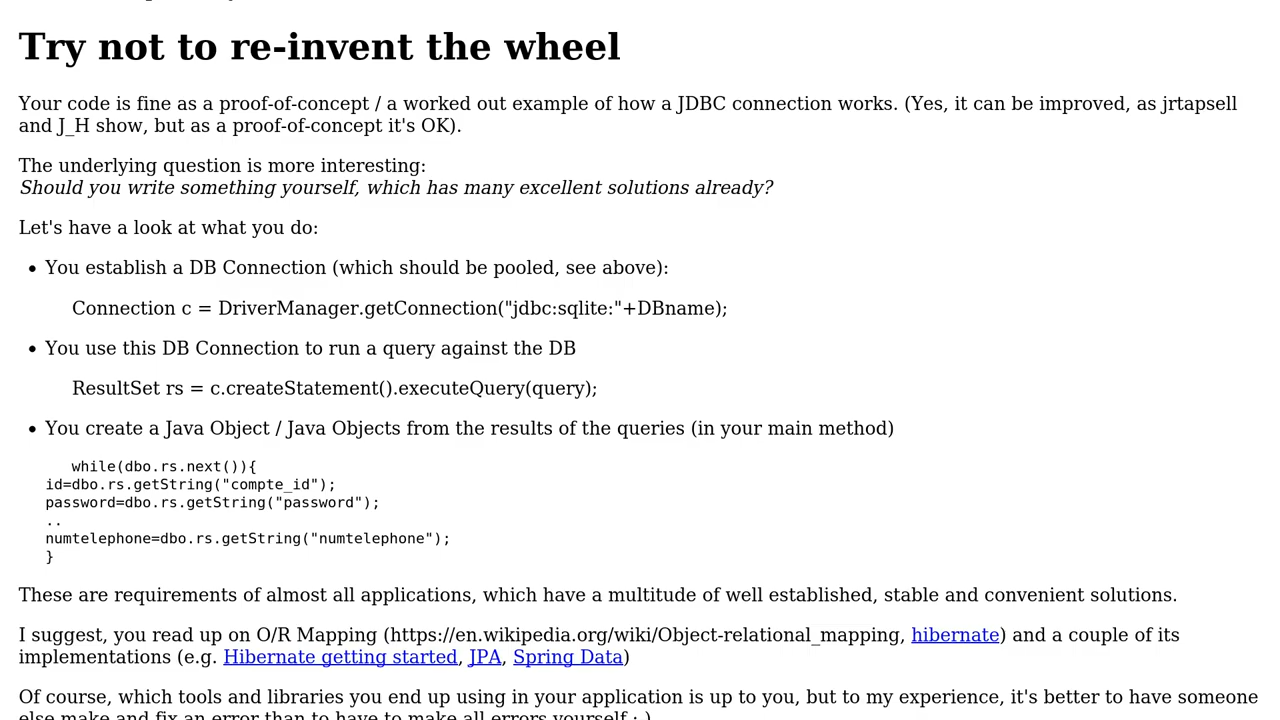 Try not to re-invent the wheel
Your code is fine as a proof-of-concept / a worked out example of how a JDBC connection works. (Yes, it can be improved, as jrtapsell
and J_H show, but as a proof-of-concept it's OK).
The underlying question is more interesting:
Should you write something yourself, which has many excellent solutions already?
Let's have a look at what you do:
• You establish a DB Connection (which should be pooled, see above):
Connection c = DriverManager.getConnection("jdbc:sqlite:"+DBname);
• You use this DB Connection to run a query against the DB
ResultSet rs = c.createStatement().executeQuery(query);
• You create a Java Object / Java Objects from the results of the queries (in your main method)
while(dbo.rs.next()){
id=dbo.rs.getString("compte_id");
password=dbo.rs.getString("password");
..
numtelephone=dbo.rs.getString("numtelephone");
}
These are requirements of almost all applications, which have a multitude of well established, stable and convenient solutions.
I suggest, you read up on O/R Mapping (https://en.wikipedia.org/wiki/Object-relational_mapping, hibernate) and a couple of its
implementations (e.g. Hibernate getting started, JPA, Spring Data)
Of course, which tools and libraries you end up using in your application is up to you, but to my experience, it's better to have someone
else make and fix an error than to have to make all errors yourself ; )